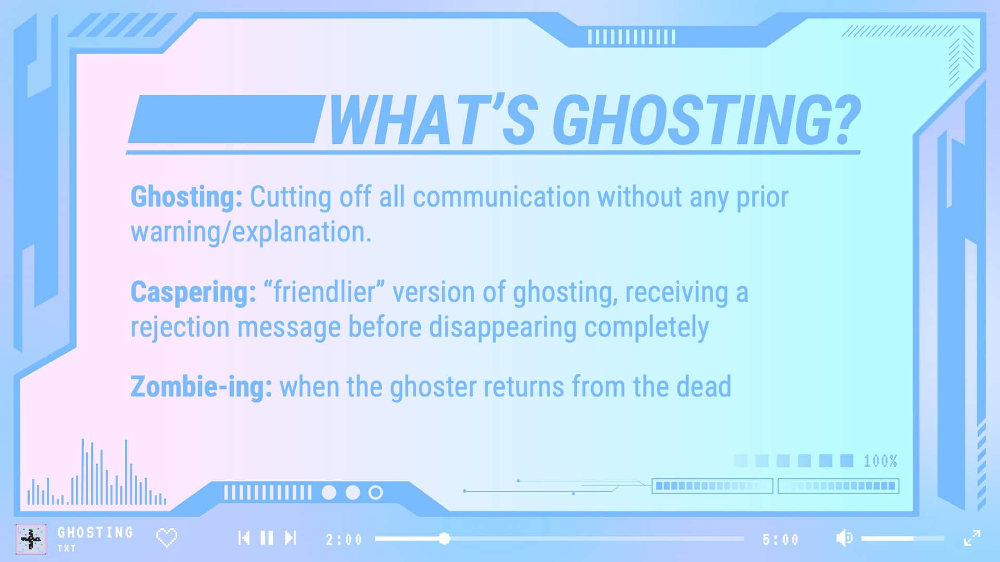 WHAT’S GHOSTING?
Ghosting: Cutting off all communication without any prior
warning/explanation.
Caspering: “friendlier” version of ghosting, receiving a
rejection message before disappearing completely
Zombie-ing: when the ghoster returns from the dead
100%
GHOSTING
TXT
2:00
5:00